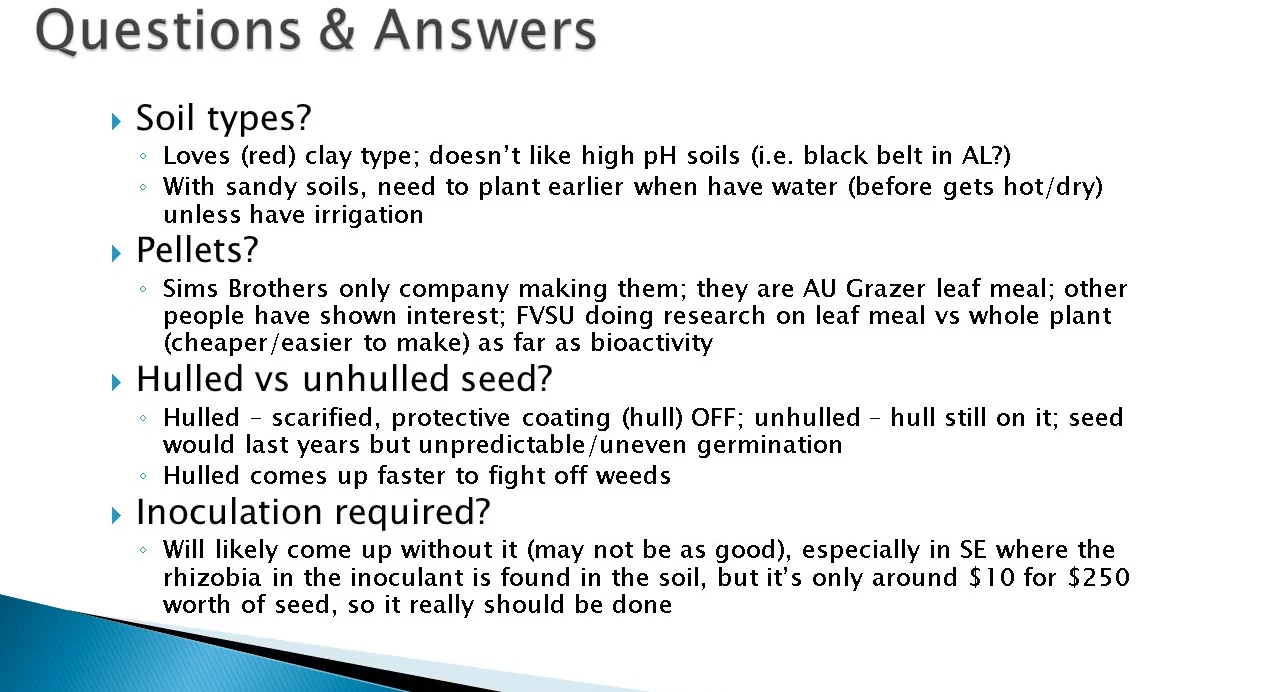 Questions & Answers
Soil types?
Loves (red) clay type; doesn't like high pH soils (i.e. black belt in AL?)
With sandy soils, need to plant earlier when have water (before gets hot/dry)
unless have irrigation
Pellets?
Sims Brothers only company making them; they are AU Grazer leaf meal; other
people have shown interest; FVSU doing research on leaf meal vs whole plant
(cheaper/easier to make) as far as bioactivity
Hulled vs unhulled seed?
Hulled – scarified, protective coating (hull) OFF; unhulled – hull still on it; seed
would last years but unpredictable/uneven germination
Hulled comes up faster to fight off weeds
Inoculation required?
Will likely come up without it (may not be as good), especially in SE where the
rhizobia in the inoculant is found in the soil, but it's only around $10 for $250
worth of seed, so it really should be done